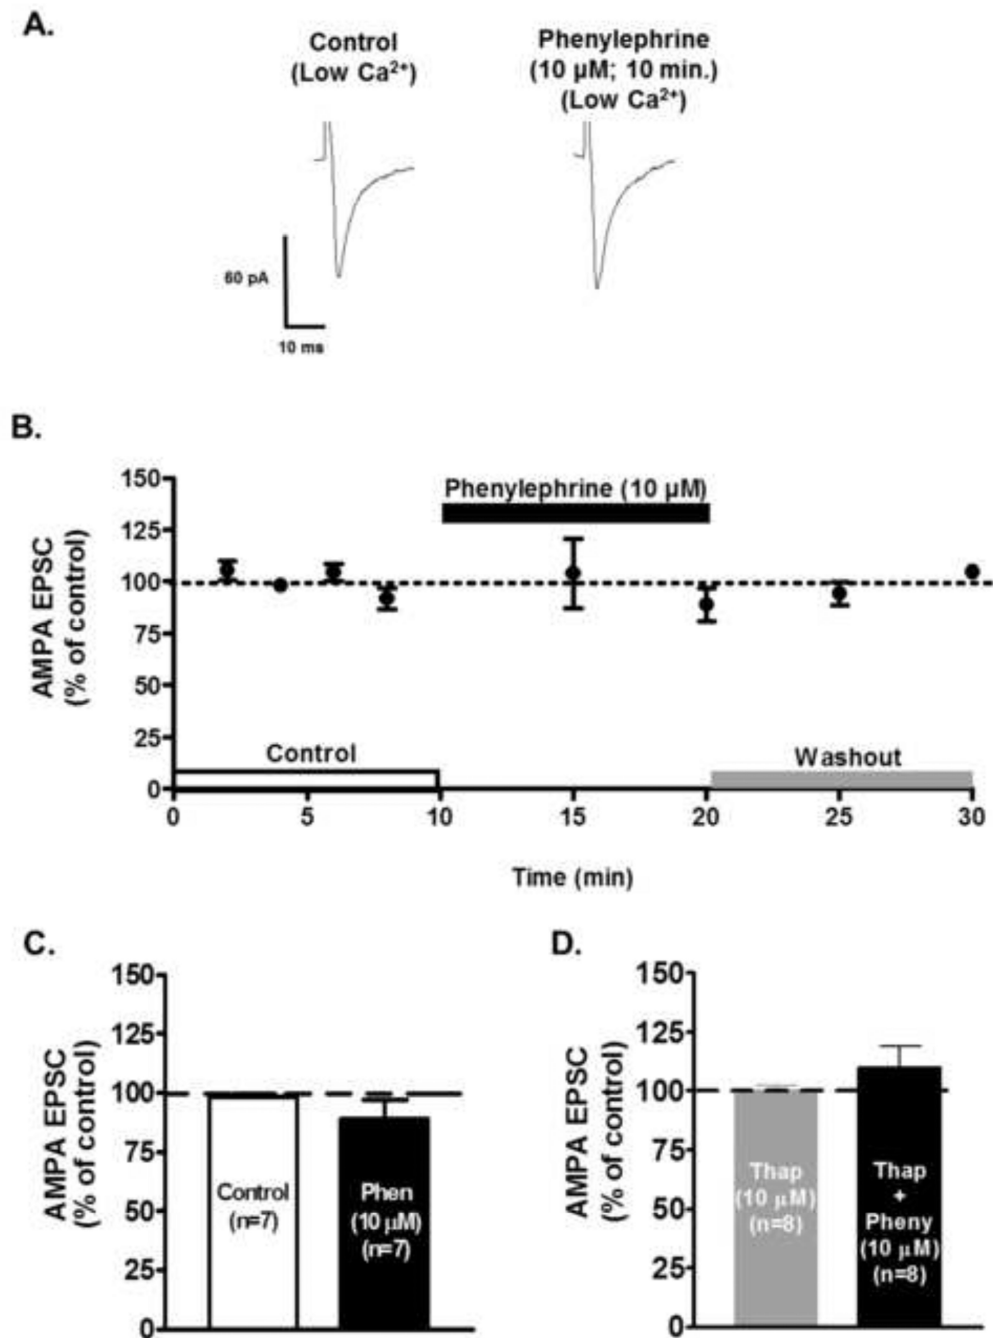 A.
Control
(Low Ca²⁺)
Phenylephrine
(10 µM; 10 min.)
(Low Ca²⁺)
60 pA
10 ms
B.
AMPA EPSC
(% of control)
150
125
100
75
50
25
0
Phenylephrine (10 µM)
Control
Washout
0
5
10
15
20
25
30
Time (min)
C.
AMPA EPSC
(% of control)
150
125
100
75
50
25
0
Control
(n=7)
Phen
(10 µM)
(n=7)
D.
AMPA EPSC
(% of control)
150
125
100
75
50
25
0
Thap
(10 µM)
(n=8)
Thap
+
Pheny
(10 µM)
(n=8)